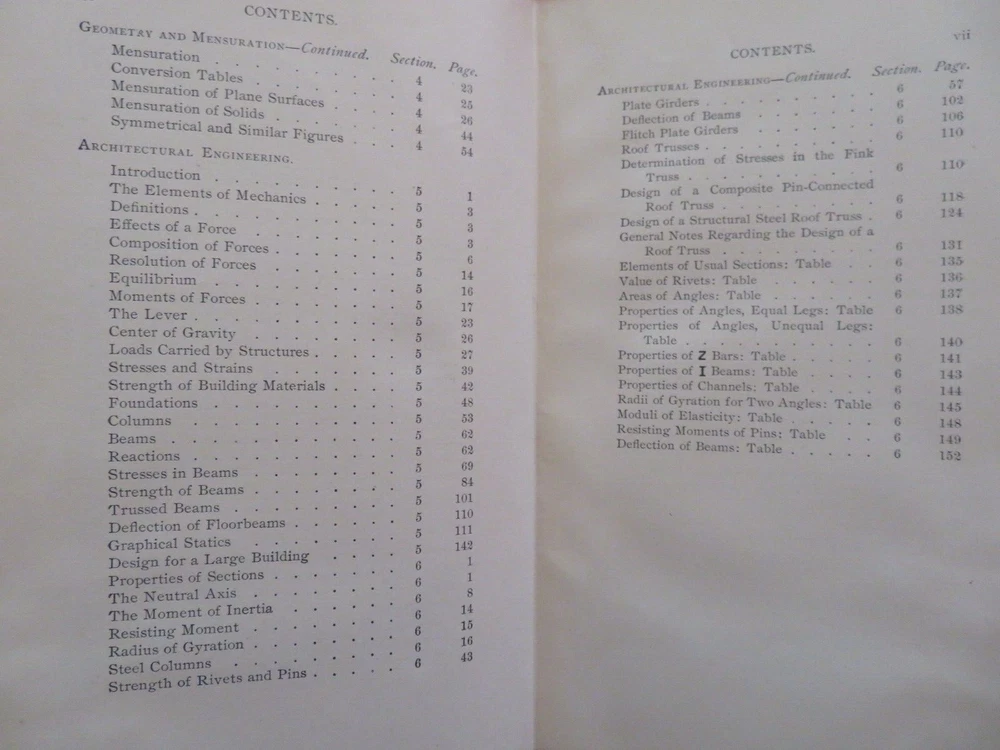 CONTENTS.
GEOMETRY AND MENSURATION—Continued. Section. Page.
Mensuration . . . . . . . . 4 23
Conversion Tables . . . . . . 4 25
Mensuration of Plane Surfaces . . . 4 26
Mensuration of Solids . . . . . 4 44
Symmetrical and Similar Figures . . . 4 54
ARCHITECTURAL ENGINEERING.
Introduction . . . . . . . . 5 1
The Elements of Mechanics . . . . 5 3
Definitions . . . . . . . . 5 3
Effects of a Force . . . . . . 5 3
Composition of Forces . . . . . 5 6
Resolution of Forces . . . . . 5 14
Equilibrium . . . . . . . . 5 16
Moments of Forces . . . . . . 5 17
The Lever . . . . . . . . . 5 23
Center of Gravity . . . . . . 5 26
Loads Carried by Structures . . . . 5 27
Stresses and Strains . . . . . 5 39
Strength of Building Materials . . . . 5 42
Foundations . . . . . . . . 5 48
Columns . . . . . . . . . 5 53
Beams . . . . . . . . . . 5 62
Reactions . . . . . . . . . 5 62
Stresses in Beams . . . . . . 5 69
Strength of Beams . . . . . . 5 84
Trussed Beams . . . . . . . 5 101
Deflection of Floorbeams . . . . . 5 110
Graphical Statics . . . . . . 5 111
Design for a Large Building . . . . 5 142
Properties of Sections . . . . . . 6 1
The Neutral Axis . . . . . . . 6 1
The Moment of Inertia . . . . . 6 8
Resisting Moment . . . . . . . 6 14
Radius of Gyration . . . . . . 6 15
Steel Columns . . . . . . . 6 16
Strength of Rivets and Pins . . . . . 6 43
vii
CONTENTS.
ARCHITECTURAL ENGINEERING—Continued. Section. Page.
Plate Girders . . . . . . . . 6 57
Deflection of Beams . . . . . . 6 102
Flitch Plate Girders . . . . . . 6 106
Roof Trusses . . . . . . . . 6 110
Determination of Stresses in the Fink
Truss . . . . . . . . . 6 110
Design of a Composite Pin-Connected
Roof Truss . . . . . . . . 6 118
Design of a Structural Steel Roof Truss . 6 124
General Notes Regarding the Design of a
Roof Truss . . . . . . . . 6 131
Elements of Usual Sections: Table . . 6 135
Value of Rivets: Table . . . . . 6 136
Areas of Angles: Table . . . . . . 6 137
Properties of Angles, Equal Legs: Table 6 138
Properties of Angles, Unequal Legs:
Table . . . . . . . . . . 6 140
Properties of Z Bars: Table . . . . . 6 141
Properties of I Beams: Table . . . . 6 143
Properties of Channels: Table . . . . 6 144
Radii of Gyration for Two Angles: Table 6 145
Moduli of Elasticity: Table . . . . . 6 148
Resisting Moments of Pins: Table . . 6 149
Deflection of Beams: Table . . . . . 6 152